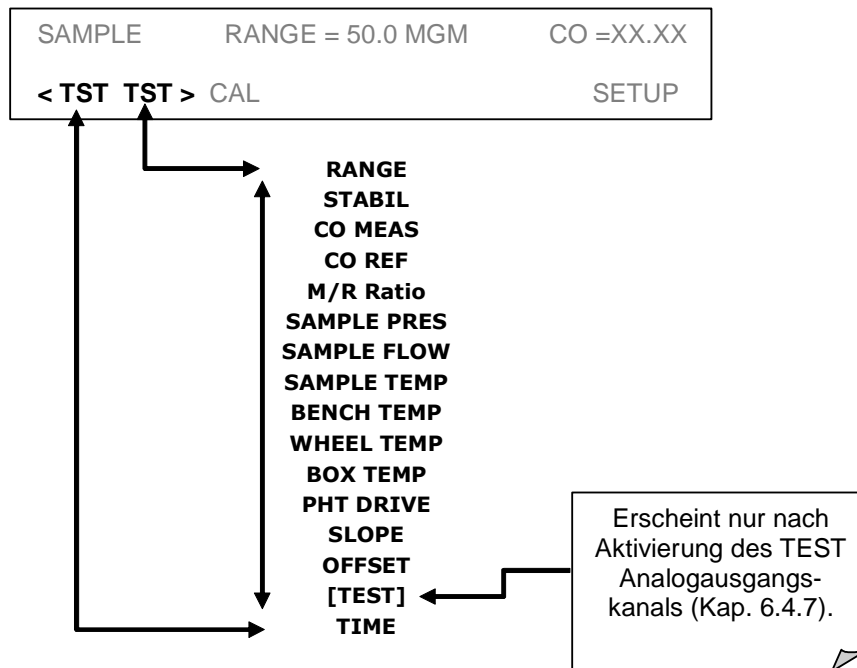 SAMPLE RANGE = 50.0 MGM CO =XX.XX
< TST TST > CAL SETUP
RANGE
STABIL
CO MEAS
CO REF
M/R Ratio
SAMPLE PRES
SAMPLE FLOW
SAMPLE TEMP
BENCH TEMP
WHEEL TEMP
BOX TEMP
PHT DRIVE
SLOPE
OFFSET
[TEST]
TIME
Erscheint nur nach
Aktivierung des TEST
Analogausgangs-
kanals (Kap. 6.4.7).